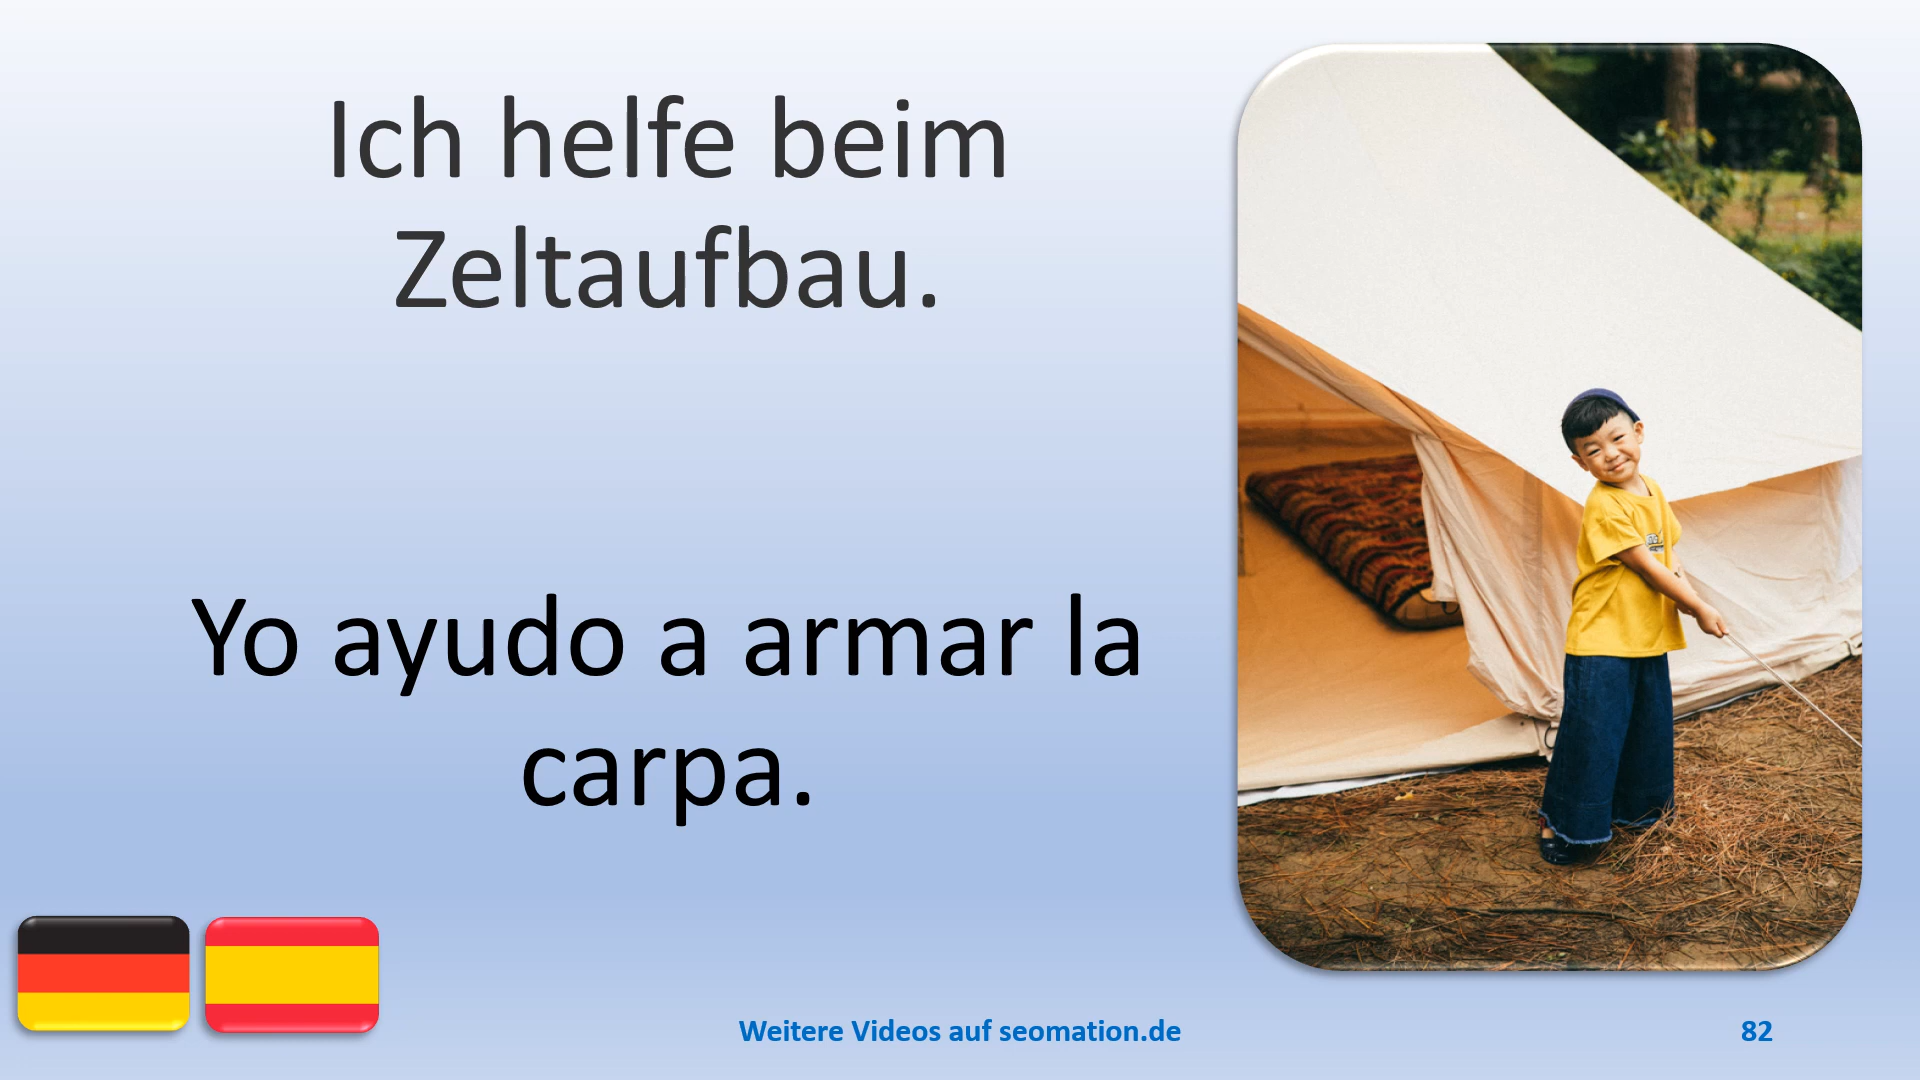 Ich helfe beim
Zeltaufbau.
Yo ayudo a armar la
carpa.
Weitere Videos auf seomation.de
82